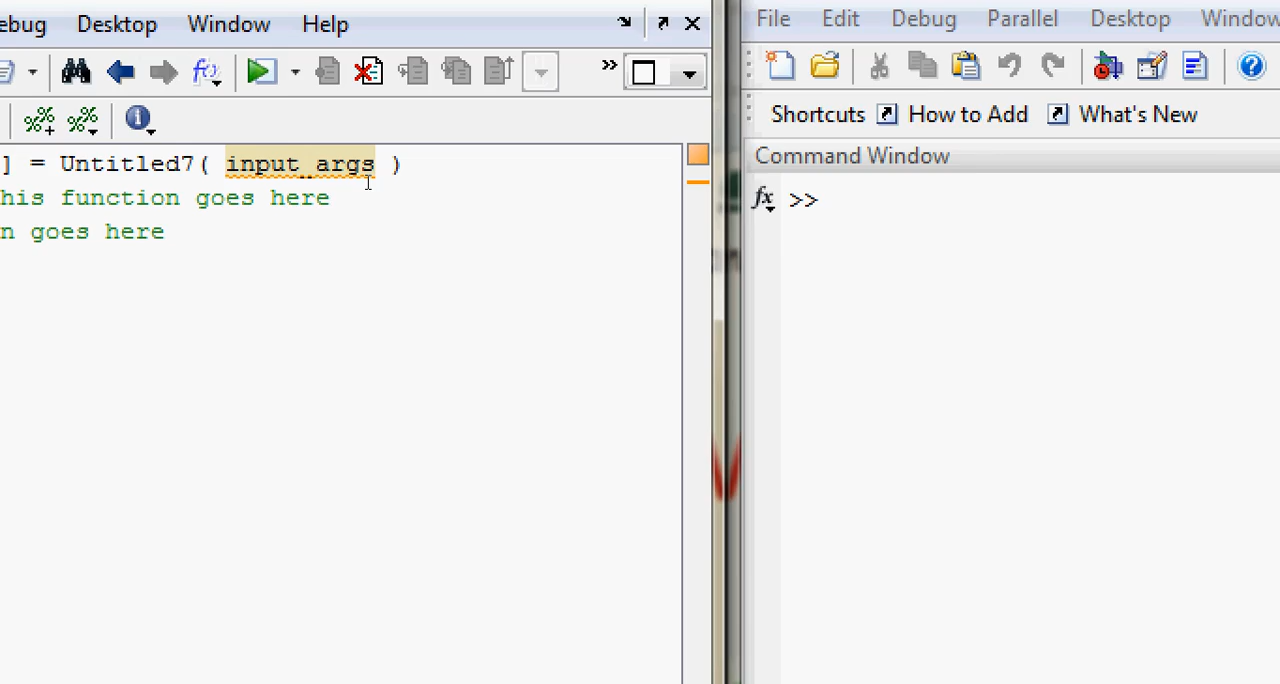 ebug Desktop Window Help
] = Untitled7( input_args )
his function goes here
n goes here
File Edit Debug Parallel Desktop Window
Shortcuts How to Add What's New
Command Window
fx >>